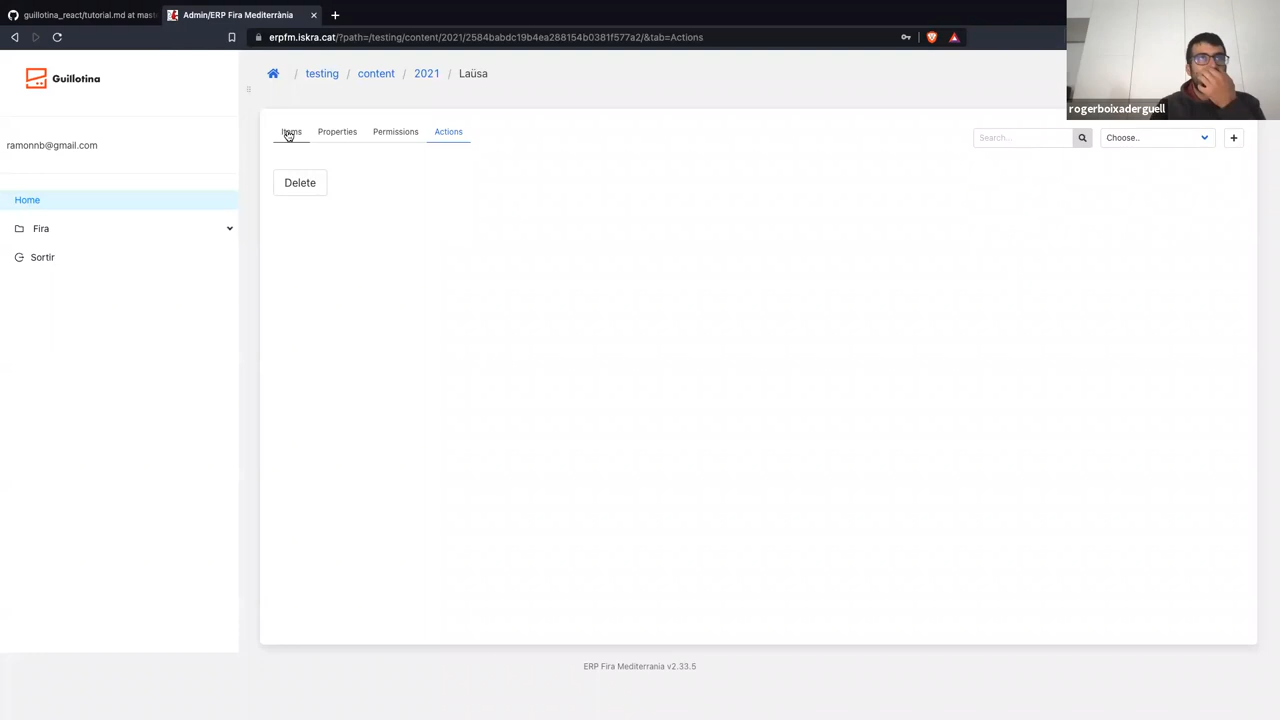 guillotina_react/tutorial.md at mast
Admin/ERP Fira Mediterrània
erpfm.iskra.cat/?path=/testing/content/2021/2584babdc19b4ea288154b0381f577a2/&tab=Actions
rogerboixaderguell
Guillotina
/ testing / content / 2021 / Laüsa
Items Properties Permissions Actions
Search...
Choose..
ramonnb@gmail.com
Delete
Home
Fira
Sortir
ERP Fira Mediterrania v2.33.5